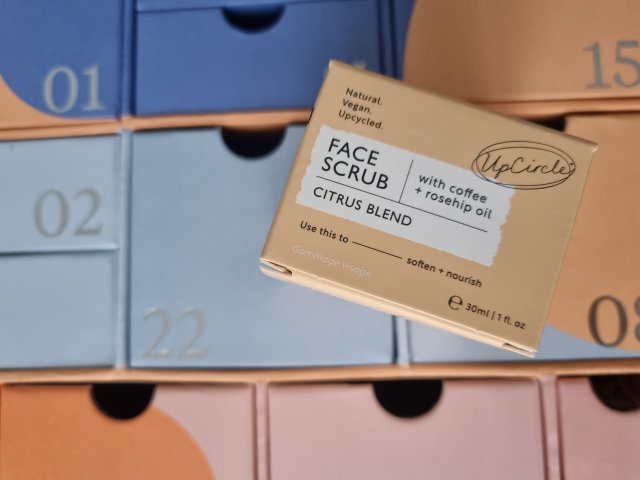 01
15
02
22
08
Natural.
Vegan.
Upcycled.
UpCircle
FACE
SCRUB
with coffee
+ rosehip oil
CITRUS BLEND
Use this to
soften + nourish
Gommage visage
℮ 30ml | 1 fl. oz